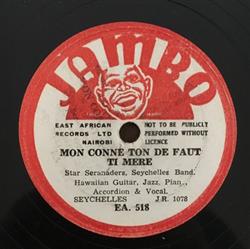 JAMBO
EAST AFRICAN
RECORDS LTD
NAIROBI
NOT TO BE PUBLICLY
PERFORMED WITHOUT
LICENCE
MON CONNE TON DE FAUT
TI MERE
Star Seranaders, Seychelles Band.
Hawaiian Guitar, Jazz, Pian.,
Accordion & Vocal.
SEYCHELLES J.R. 1078
EA. 518